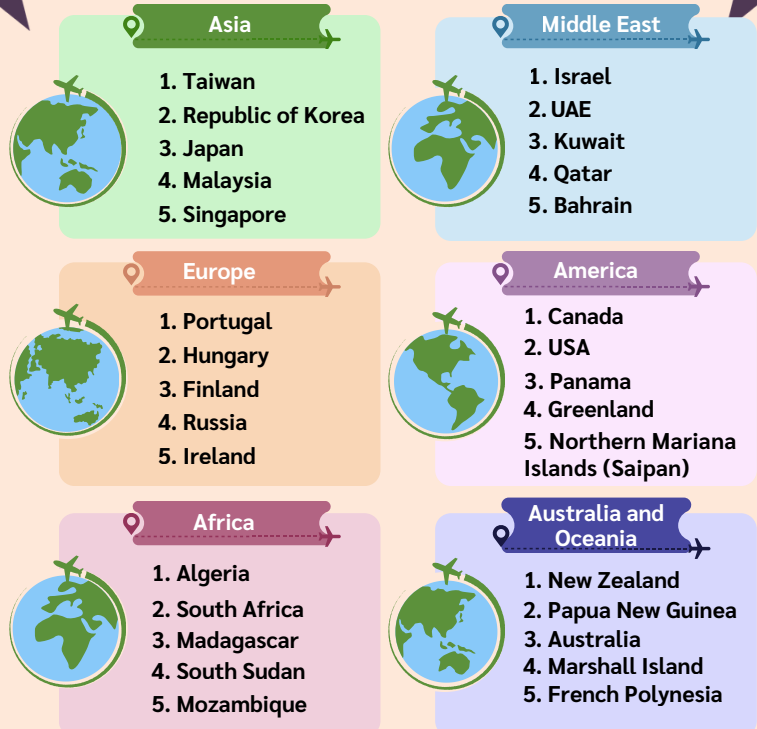 Asia
1. Taiwan
2. Republic of Korea
3. Japan
4. Malaysia
5. Singapore
Middle East
1. Israel
2. UAE
3. Kuwait
4. Qatar
5. Bahrain
Europe
1. Portugal
2. Hungary
3. Finland
4. Russia
5. Ireland
America
1. Canada
2. USA
3. Panama
4. Greenland
5. Northern Mariana
Islands (Saipan)
Africa
1. Algeria
2. South Africa
3. Madagascar
4. South Sudan
5. Mozambique
Australia and
Oceania
1. New Zealand
2. Papua New Guinea
3. Australia
4. Marshall Island
5. French Polynesia